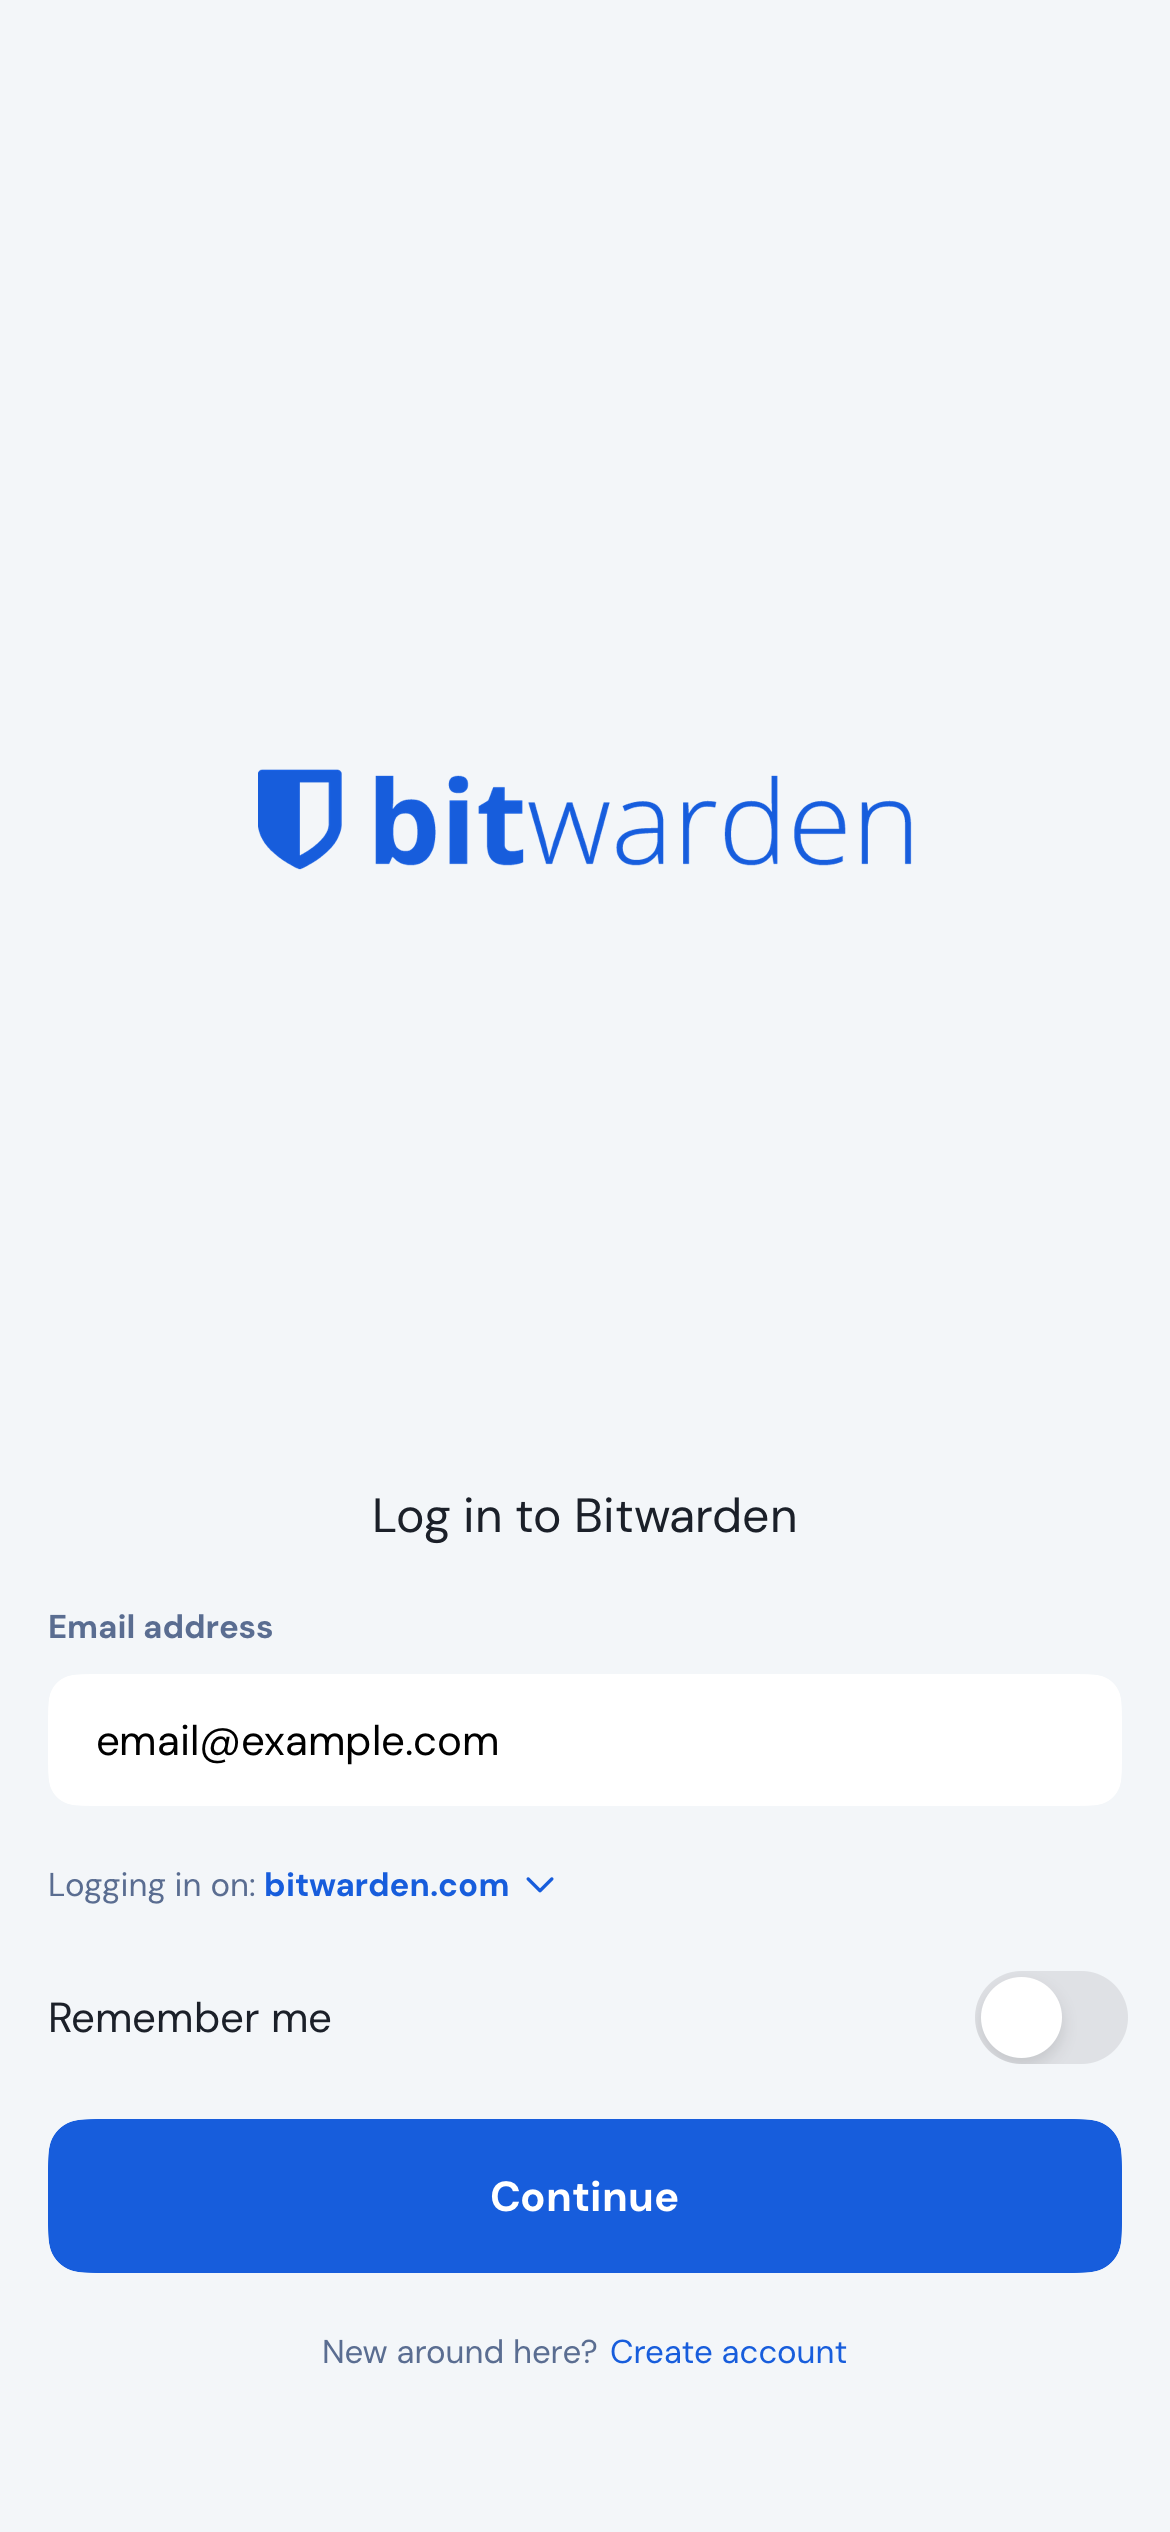 bitwarden
Log in to Bitwarden
Email address
email@example.com
Logging in on: bitwarden.com
Remember me
Continue
New around here? Create account